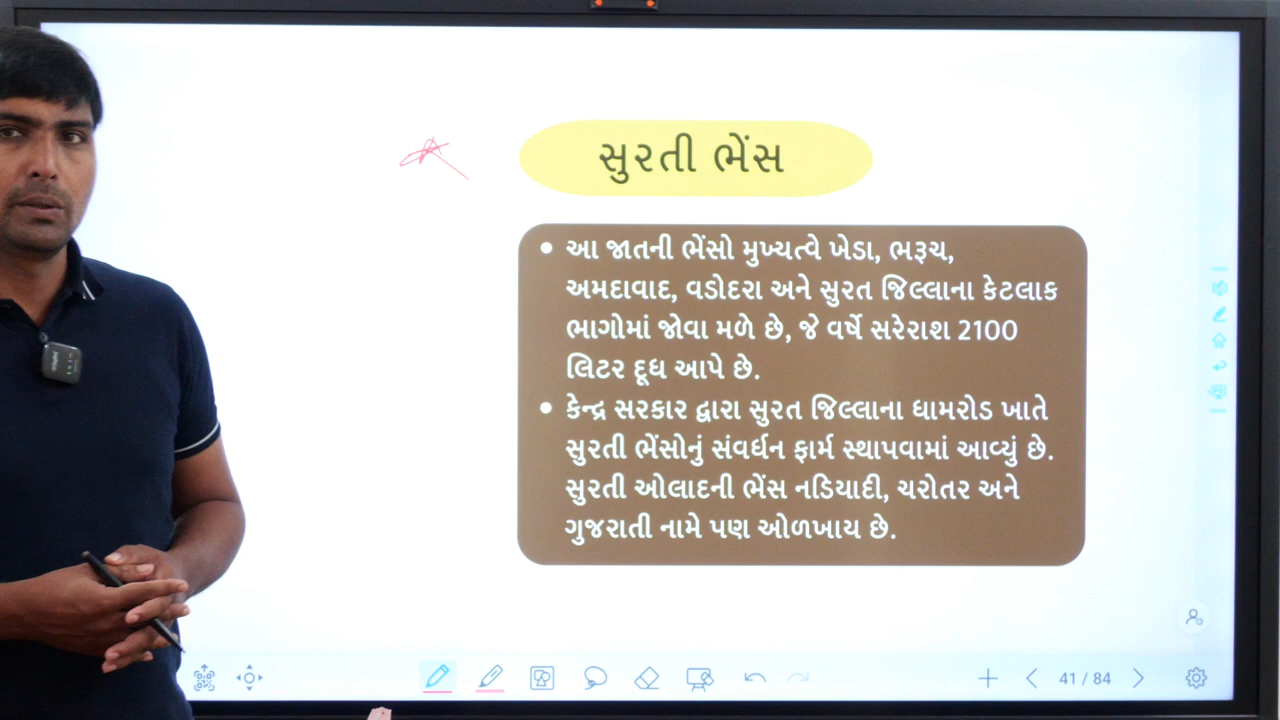 સુરતી ભેંસ
• આ જાતની ભેંસો મુખ્યત્વે ખેડા, ભરૂચ,
અમદાવાદ, વડોદરા અને સુરત જિલ્લાના કેટલાક
ભાગોમાં જોવા મળે છે, જે વર્ષે સરેરાશ 2100
લિટર દૂધ આપે છે.
• કેન્દ્ર સરકાર દ્વારા સુરત જિલ્લાના ધામરોડ ખાતે
સુરતી ભેંસોનું સંવર્ધન ફાર્મ સ્થાપવામાં આવ્યું છે.
સુરતી ઓલાદની ભેંસ નડિયાદી, ચરોતર અને
ગુજરાતી નામે પણ ઓળખાય છે.
41 / 84